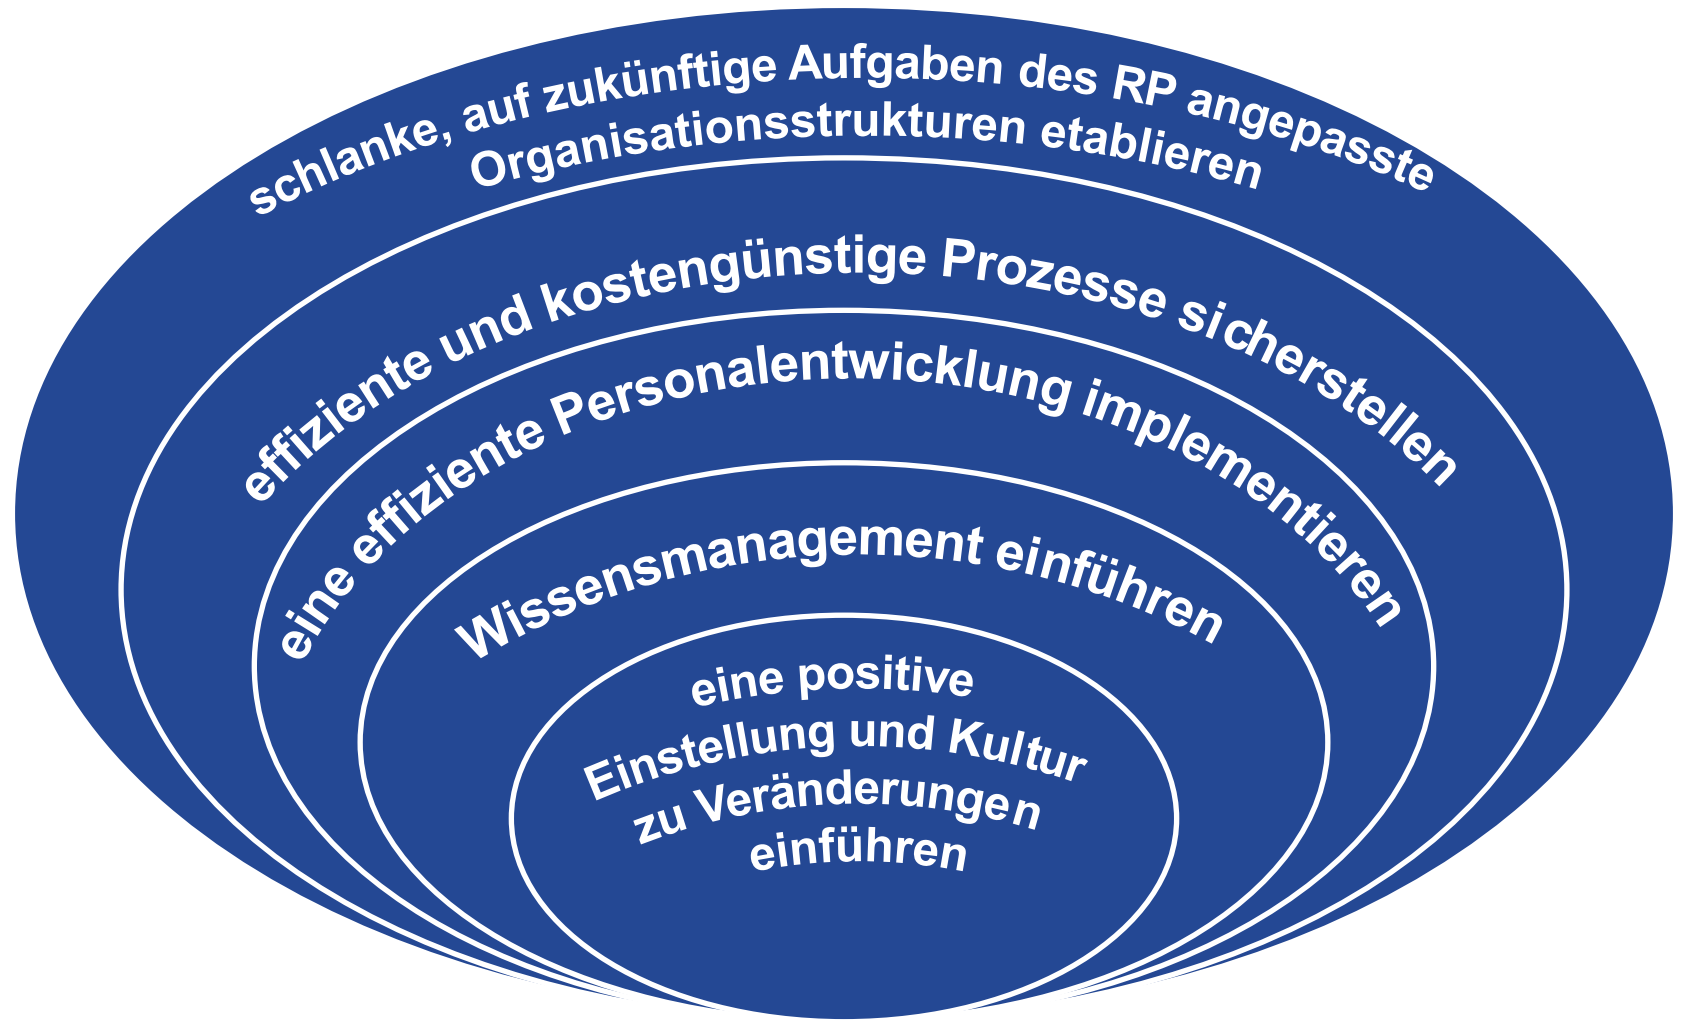 schlanke, auf zukünftige Aufgaben des RP angepasste
Organisationsstrukturen etablieren
effiziente und kostengünstige Prozesse sicherstellen
eine effiziente Personalentwicklung implementieren
Wissensmanagement einführen
eine positive
Einstellung und Kultur
zu Veränderungen
einführen